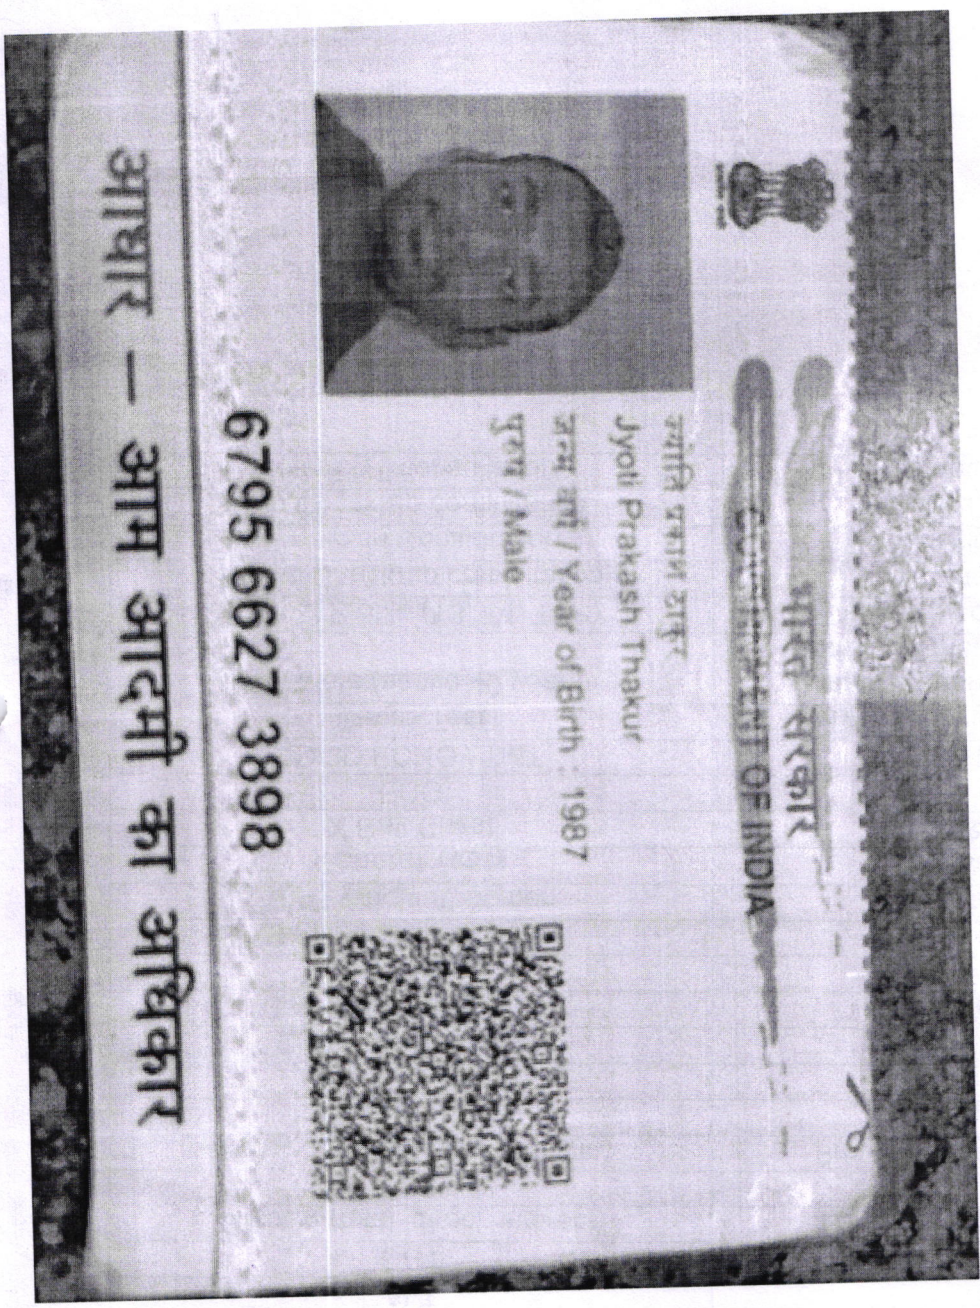 भारत सरकार
GOVERNMENT OF INDIA
ज्योति प्रकाश ठाकुर
Jyoti Prakash Thakur
जन्म वर्ष / Year of Birth : 1987
पुरुष / Male
6795 6627 3898
आधार – आम आदमी का अधिकार